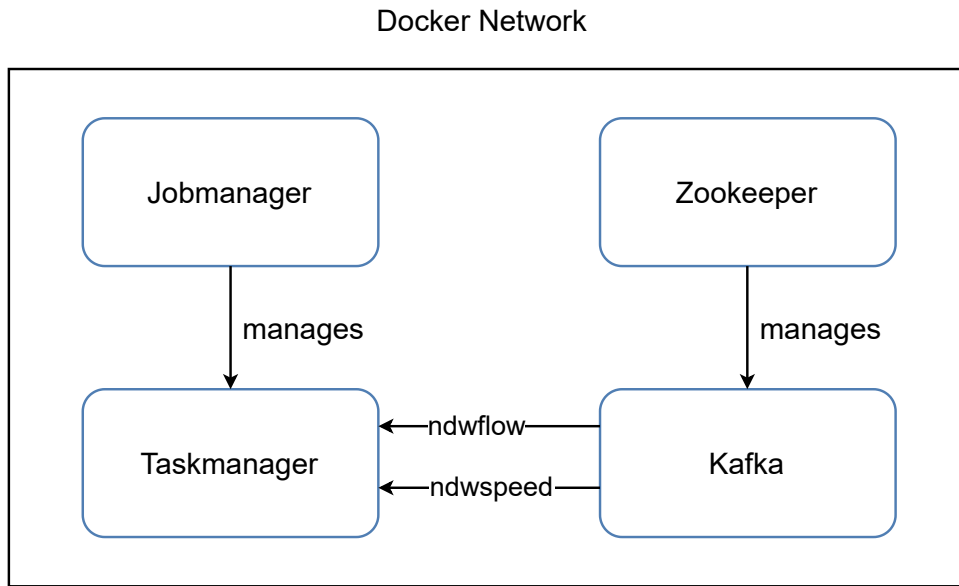 Docker Network
Jobmanager
Zookeeper
manages
manages
Taskmanager
ndwflow
ndwspeed
Kafka